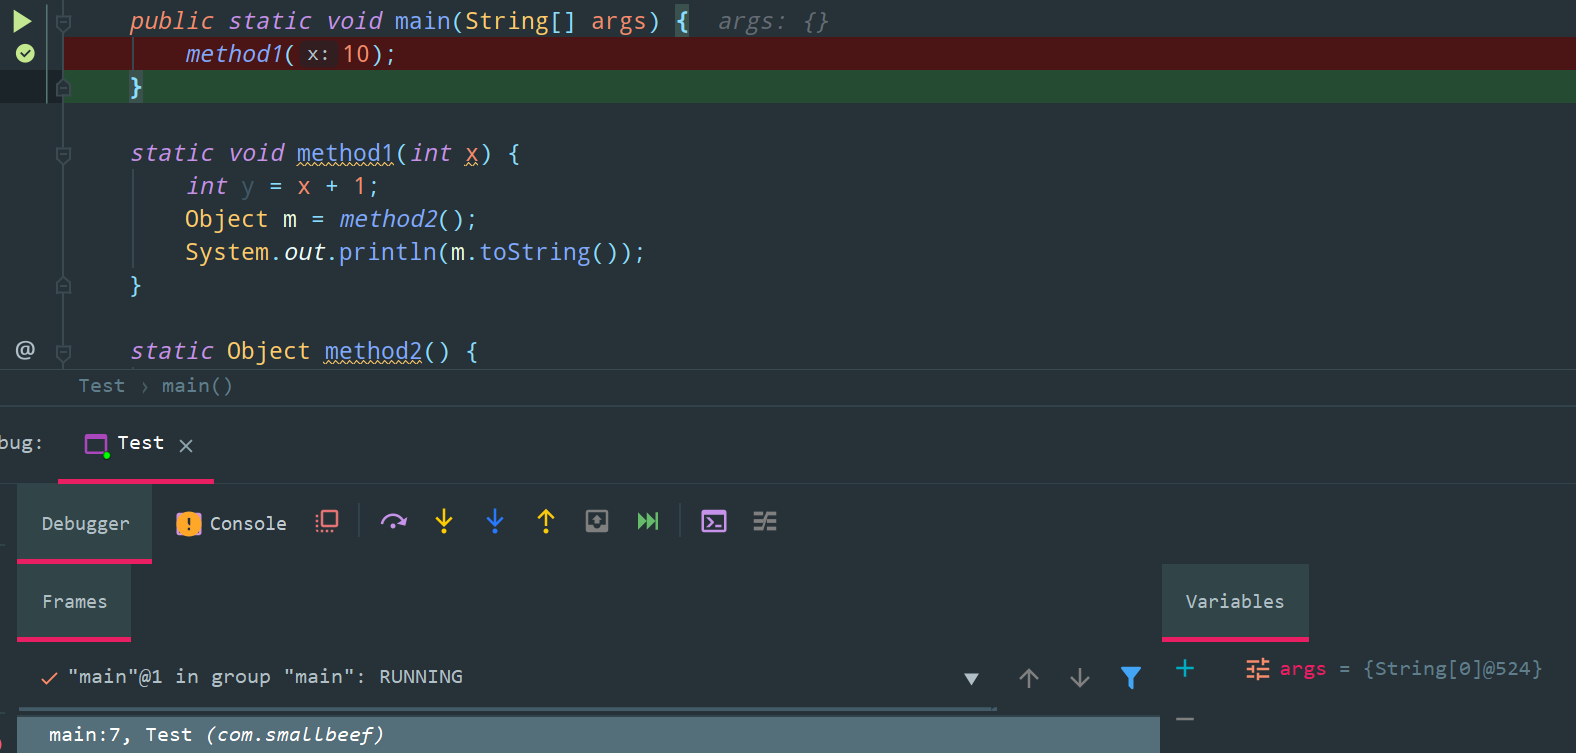 public static void main(String[] args) { args: {}
method1( x: 10);
}
static void method1(int x) {
int y = x + 1;
Object m = method2();
System.out.println(m.toString());
}
@ static Object method2() {
Test › main()
bug: Test ×
Debugger Console
Frames Variables
"main"@1 in group "main": RUNNING
args = {String[0]@524}
main:7, Test (com.smallbeef)